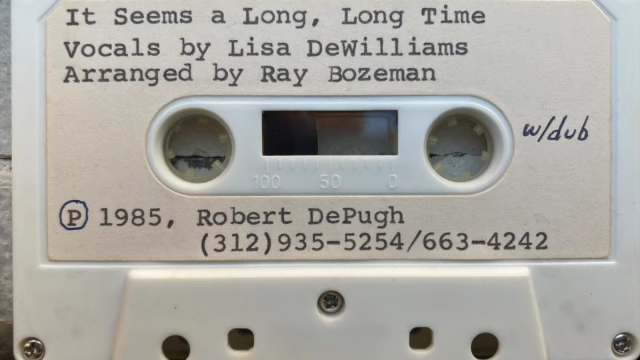 It Seems a Long, Long Time
Vocals by Lisa DeWilliams
Arranged by Ray Bozeman
w/dub
100 50 0
Ⓟ 1985, Robert DePugh
(312)935-5254/663-4242